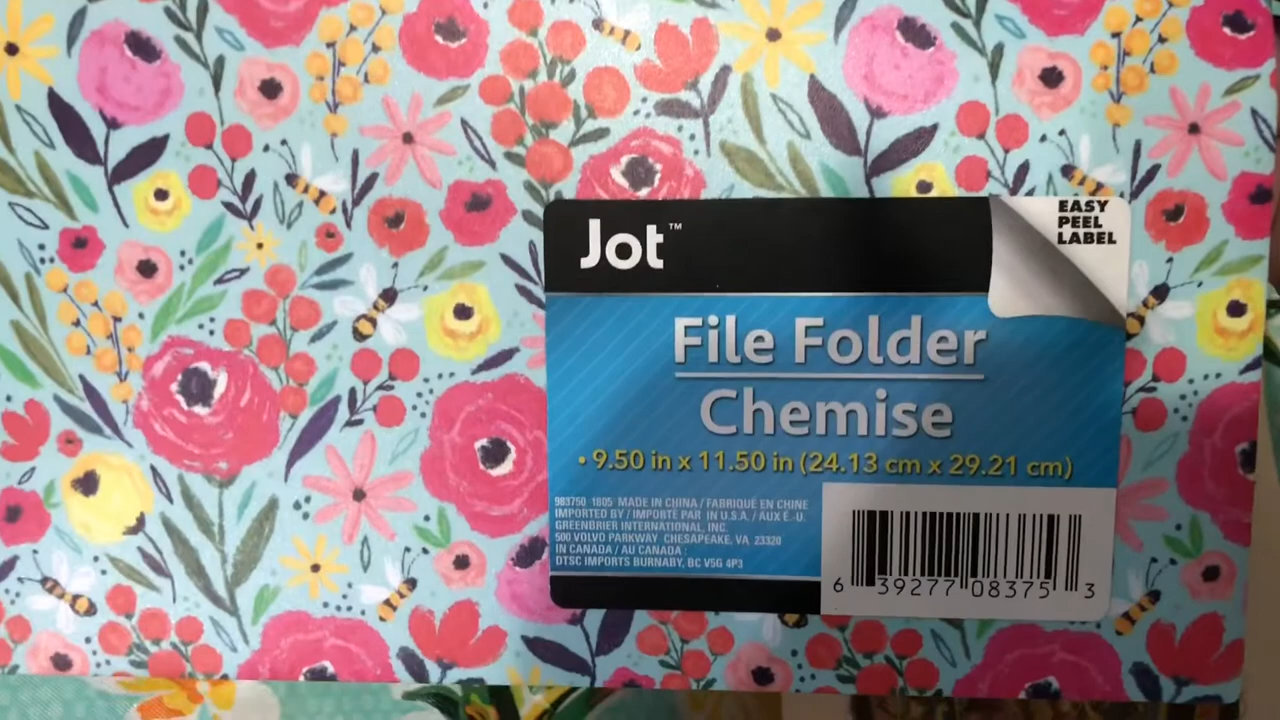 Jot™
EASY
PEEL
LABEL
File Folder
Chemise
• 9.50 in x 11.50 in (24.13 cm x 29.21 cm)
983750 1805 MADE IN CHINA / FABRIQUÉ EN CHINE
IMPORTED BY / IMPORTÉ PAR IN U.S.A. / AUX É.-U.
GREENBRIER INTERNATIONAL, INC.
500 VOLVO PARKWAY CHESAPEAKE, VA 23320
IN CANADA / AU CANADA :
DTSC IMPORTS BURNABY, BC V5G 4P3
6 39277 08375 3